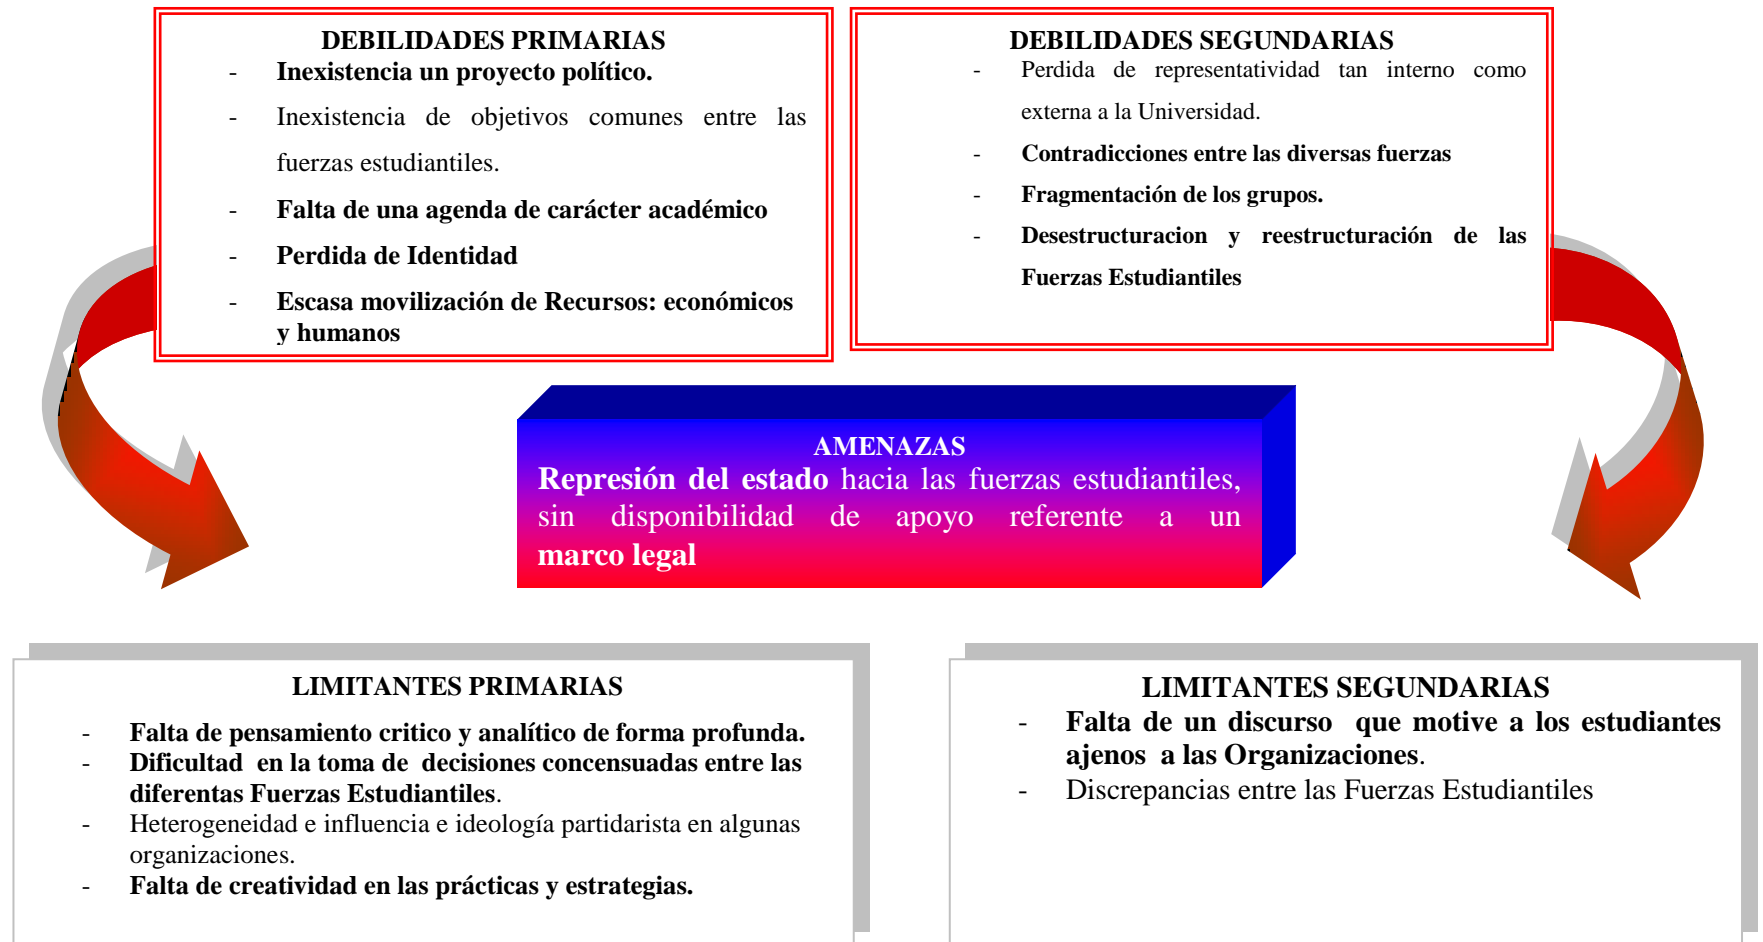 DEBILIDADES PRIMARIAS
- Inexistencia un proyecto político.
- Inexistencia de objetivos comunes entre las
fuerzas estudiantiles.
- Falta de una agenda de carácter académico
- Perdida de Identidad
- Escasa movilización de Recursos: económicos
y humanos
DEBILIDADES SEGUNDARIAS
- Perdida de representatividad tan interno como
externa a la Universidad.
- Contradicciones entre las diversas fuerzas
- Fragmentación de los grupos.
- Desestructuracion y reestructuración de las
Fuerzas Estudiantiles
AMENAZAS
Represión del estado hacia las fuerzas estudiantiles,
sin disponibilidad de apoyo referente a un
marco legal
LIMITANTES PRIMARIAS
- Falta de pensamiento critico y analítico de forma profunda.
- Dificultad en la toma de decisiones concensuadas entre las
diferentas Fuerzas Estudiantiles.
- Heterogeneidad e influencia e ideología partidarista en algunas
organizaciones.
- Falta de creatividad en las prácticas y estrategias.
LIMITANTES SEGUNDARIAS
- Falta de un discurso que motive a los estudiantes
ajenos a las Organizaciones.
- Discrepancias entre las Fuerzas Estudiantiles